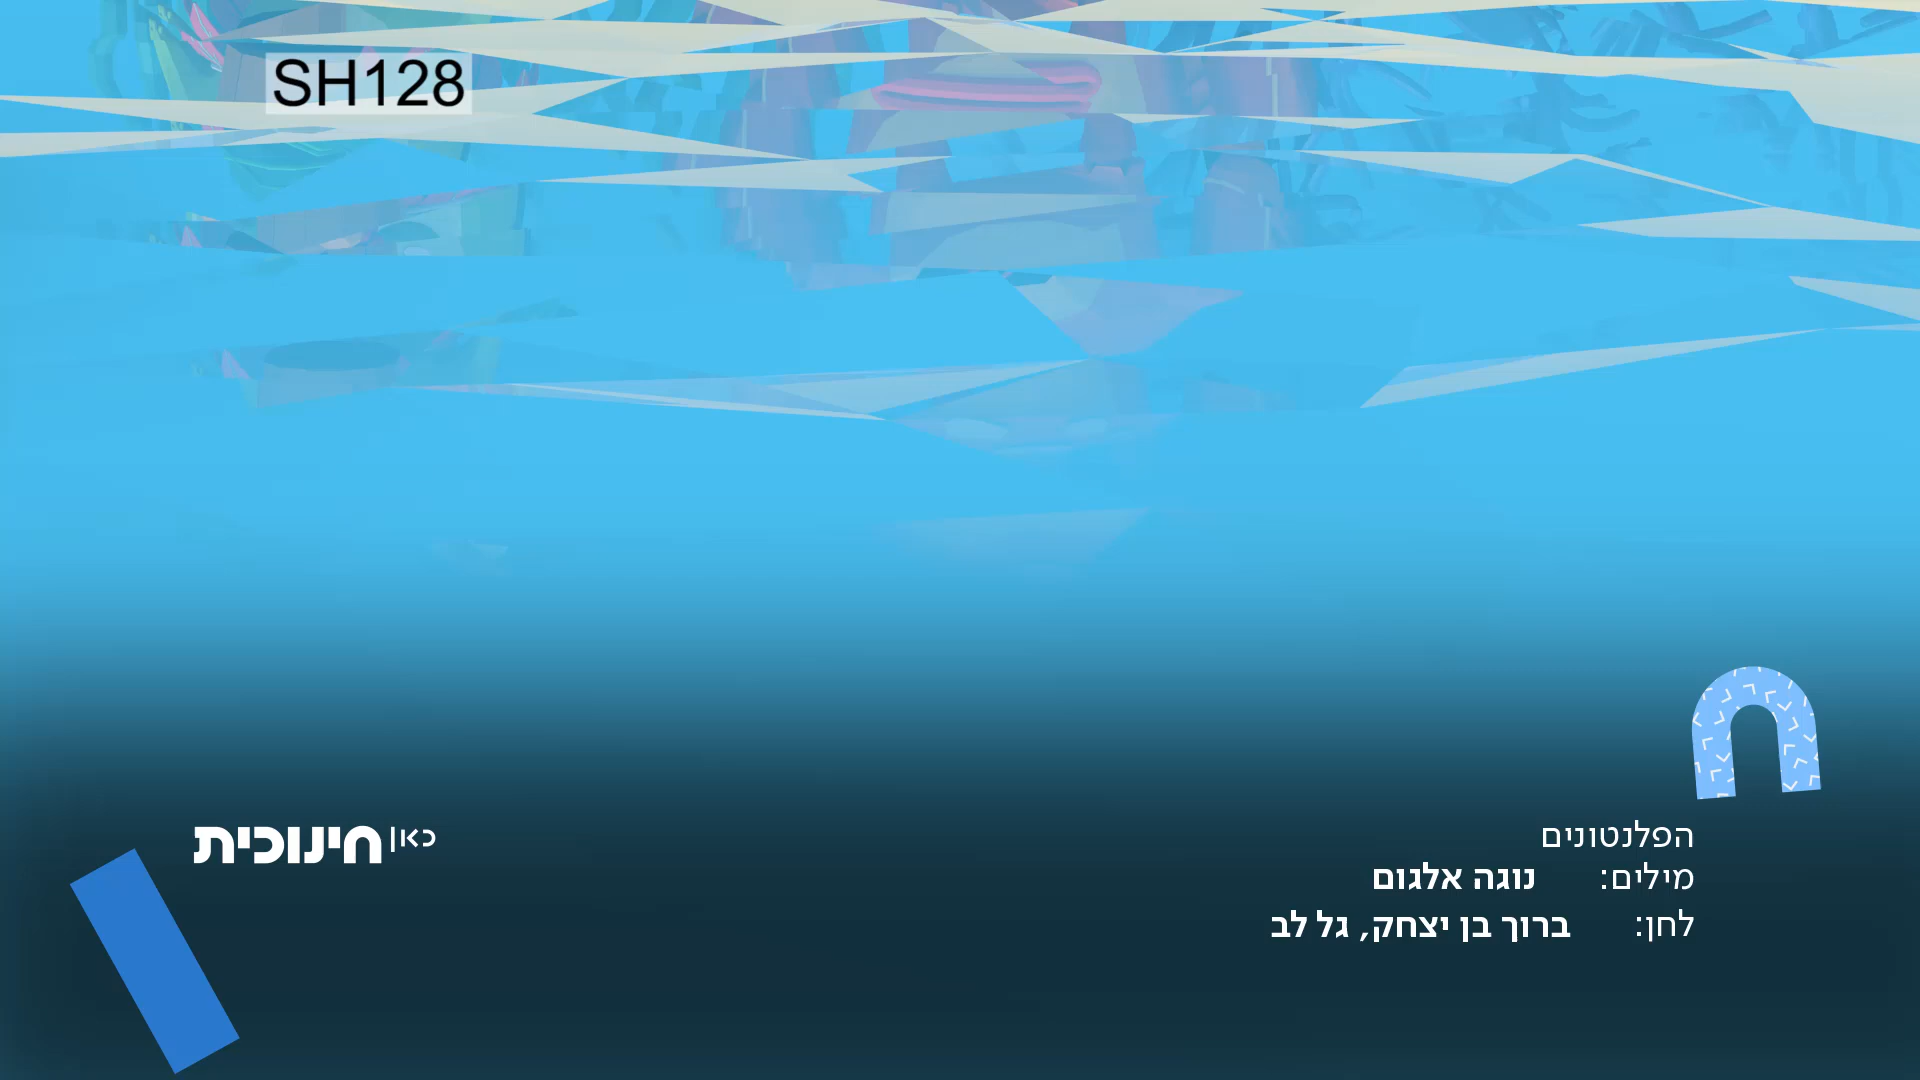 SH128
הפלנטונים
מילים: נוגה אלגום
לחן: ברוך בן יצחק, גל לב
כאן חינוכית